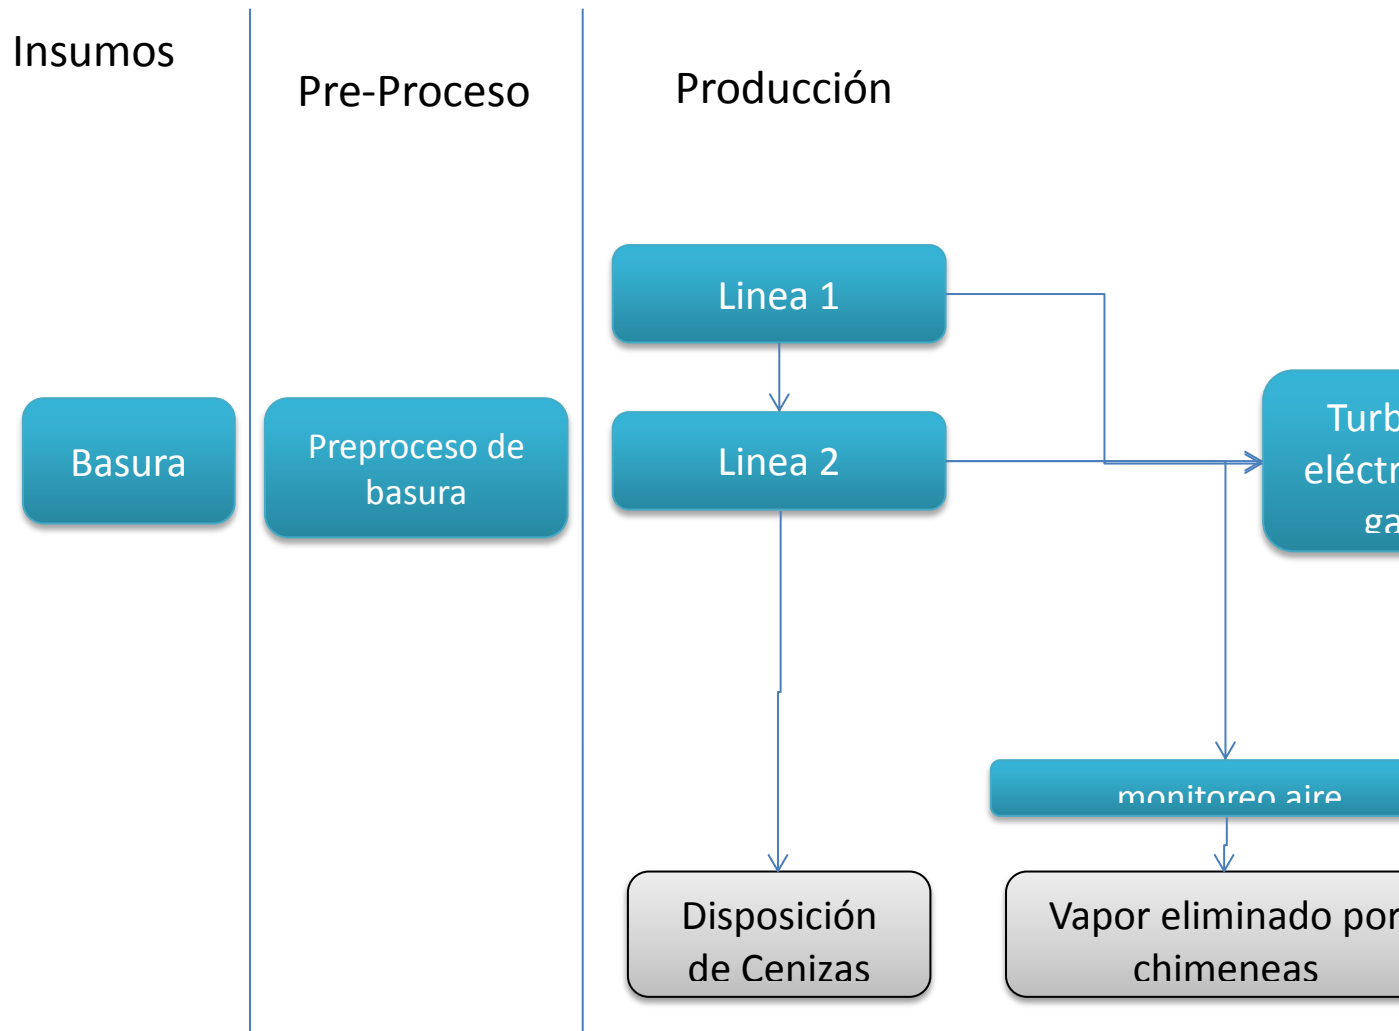 Insumos
Pre-Proceso
Producción
Linea 1
Basura
Preproceso de
basura
Linea 2
monitoreo aire
Disposición
de Cenizas
Vapor eliminado por
chimeneas